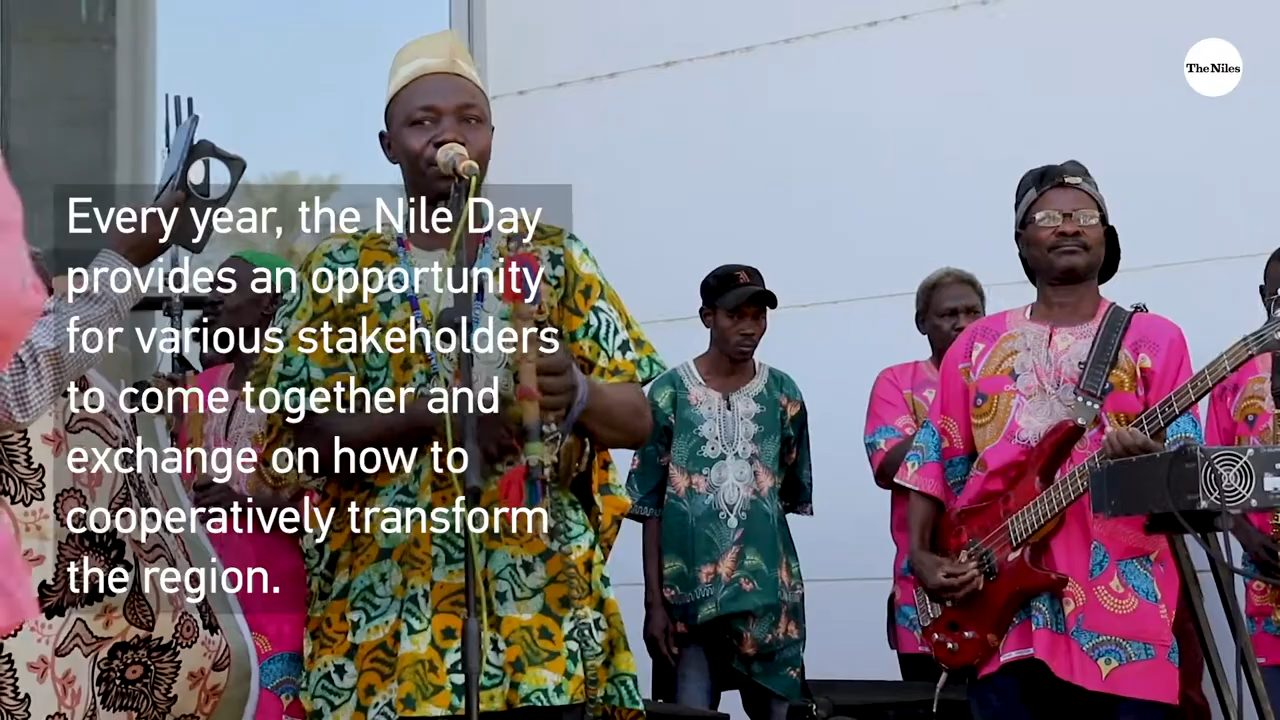 The Niles
Every year, the Nile Day
provides an opportunity
for various stakeholders
to come together and
exchange on how to
cooperatively transform
the region.